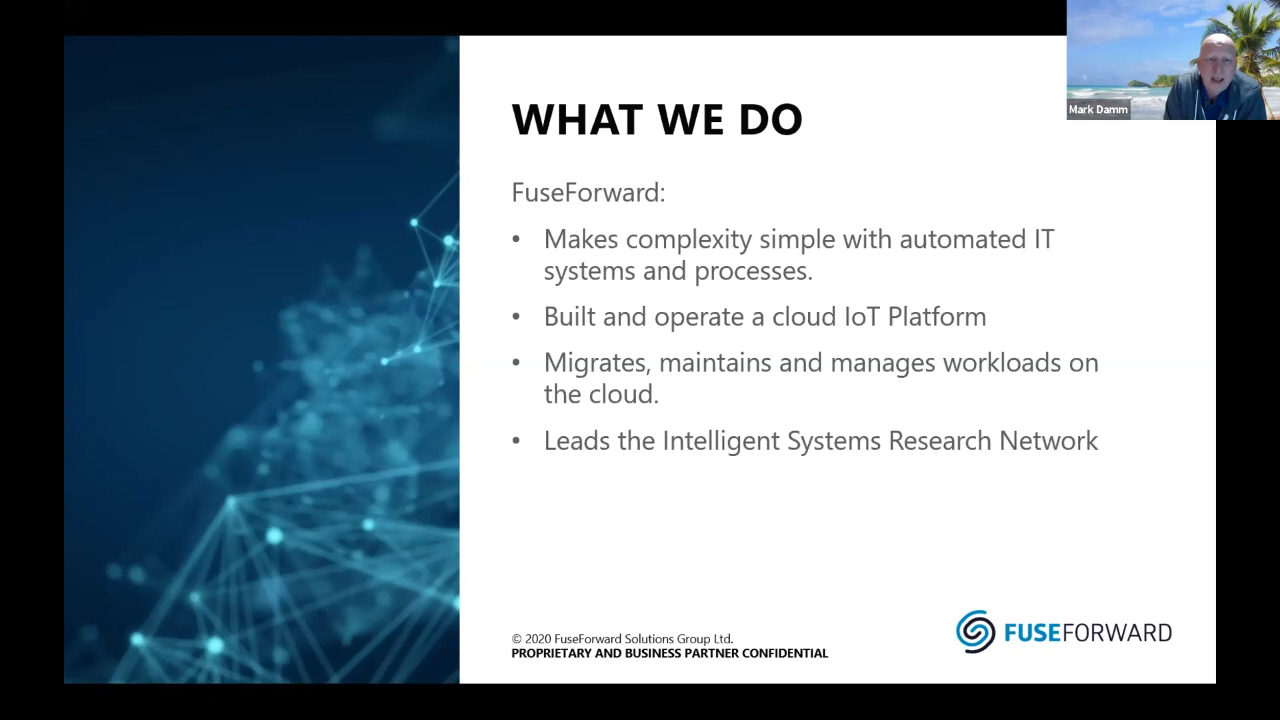 Mark Damm
WHAT WE DO
FuseForward:
• Makes complexity simple with automated IT
systems and processes.
• Built and operate a cloud IoT Platform
• Migrates, maintains and manages workloads on
the cloud.
• Leads the Intelligent Systems Research Network
© 2020 FuseForward Solutions Group Ltd.
PROPRIETARY AND BUSINESS PARTNER CONFIDENTIAL
FUSEFORWARD